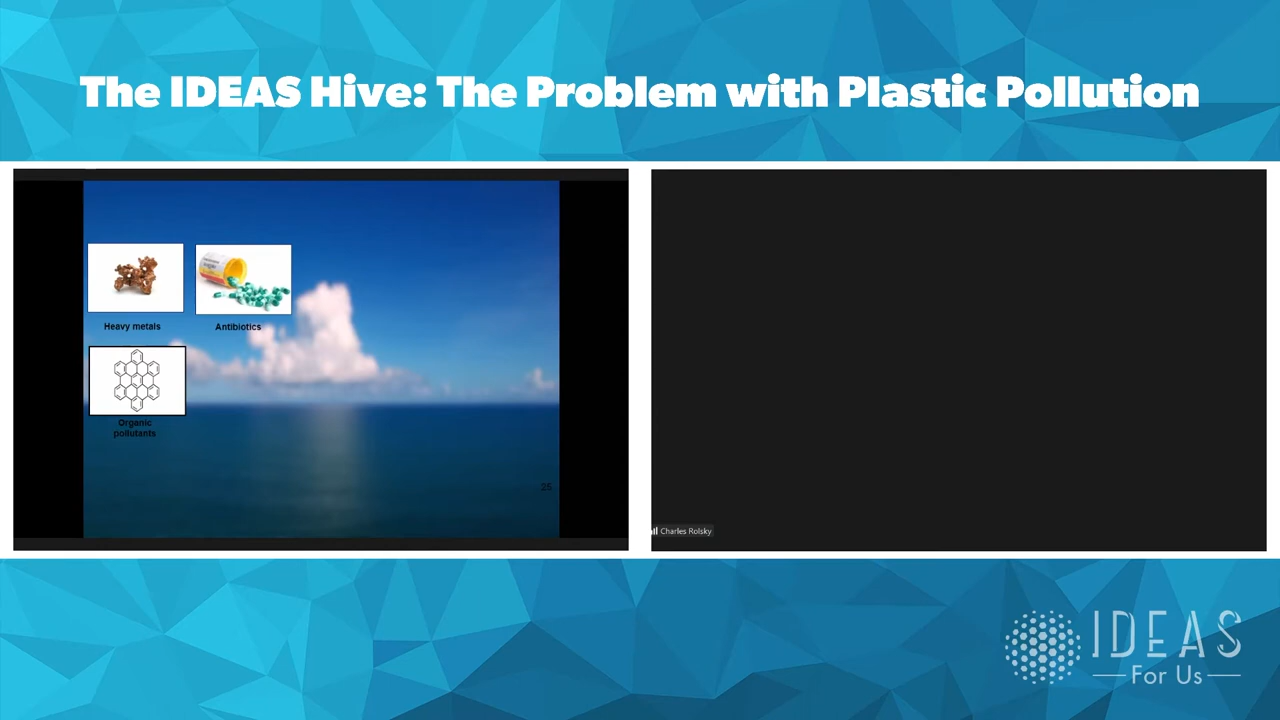 The IDEAS Hive: The Problem with Plastic Pollution
Heavy metals
Antibiotics
Organic
pollutants
25
Charles Rolsky
IDEAS
For Us